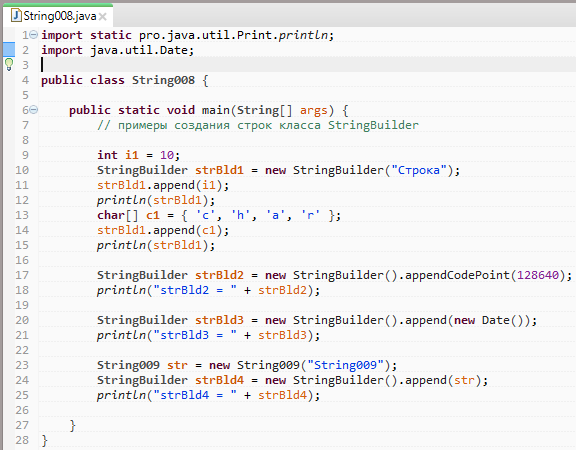 String008.java
1 import static pro.java.util.Print.println;
2 import java.util.Date;
3
4 public class String008 {
5
6 public static void main(String[] args) {
7 // примеры создания строк класса StringBuilder
8
9 int i1 = 10;
10 StringBuilder strBld1 = new StringBuilder("Строка");
11 strBld1.append(i1);
12 println(strBld1);
13 char[] c1 = { 'c', 'h', 'a', 'r' };
14 strBld1.append(c1);
15 println(strBld1);
16
17 StringBuilder strBld2 = new StringBuilder().appendCodePoint(128640);
18 println("strBld2 = " + strBld2);
19
20 StringBuilder strBld3 = new StringBuilder().append(new Date());
21 println("strBld3 = " + strBld3);
22
23 String009 str = new String009("String009");
24 StringBuilder strBld4 = new StringBuilder().append(str);
25 println("strBld4 = " + strBld4);
26
27 }
28 }